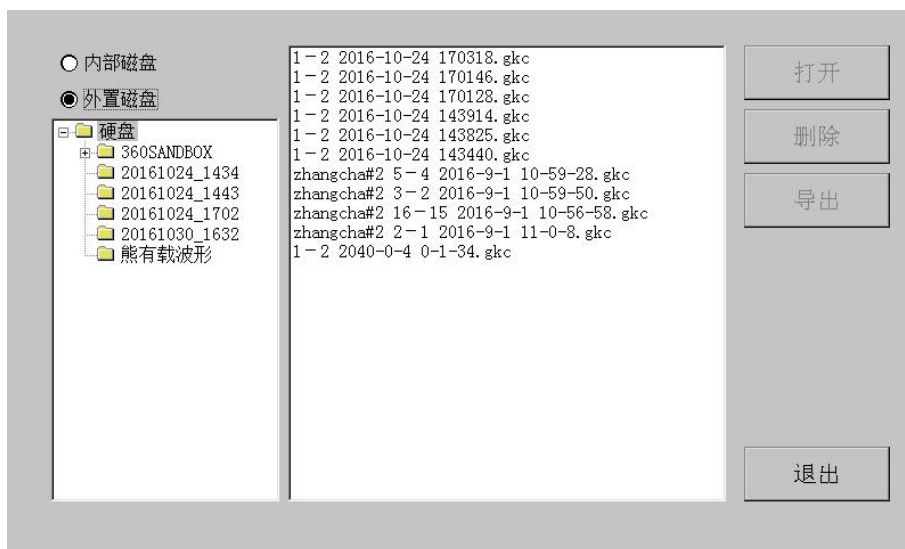 内部磁盘
外置磁盘
硬盘
360SANDBOX
20161024_1434
20161024_1443
20161024_1702
20161030_1632
熊有载波形
1-2 2016-10-24 170318.gkc
1-2 2016-10-24 170146.gkc
1-2 2016-10-24 170128.gkc
1-2 2016-10-24 143914.gkc
1-2 2016-10-24 143825.gkc
1-2 2016-10-24 143440.gkc
zhangcha#2 5-4 2016-9-1 10-59-28.gkc
zhangcha#2 3-2 2016-9-1 10-59-50.gkc
zhangcha#2 16-15 2016-9-1 10-56-58.gkc
zhangcha#2 2-1 2016-9-1 11-0-8.gkc
1-2 2040-0-4 0-1-34.gkc
打开
删除
导出
退出